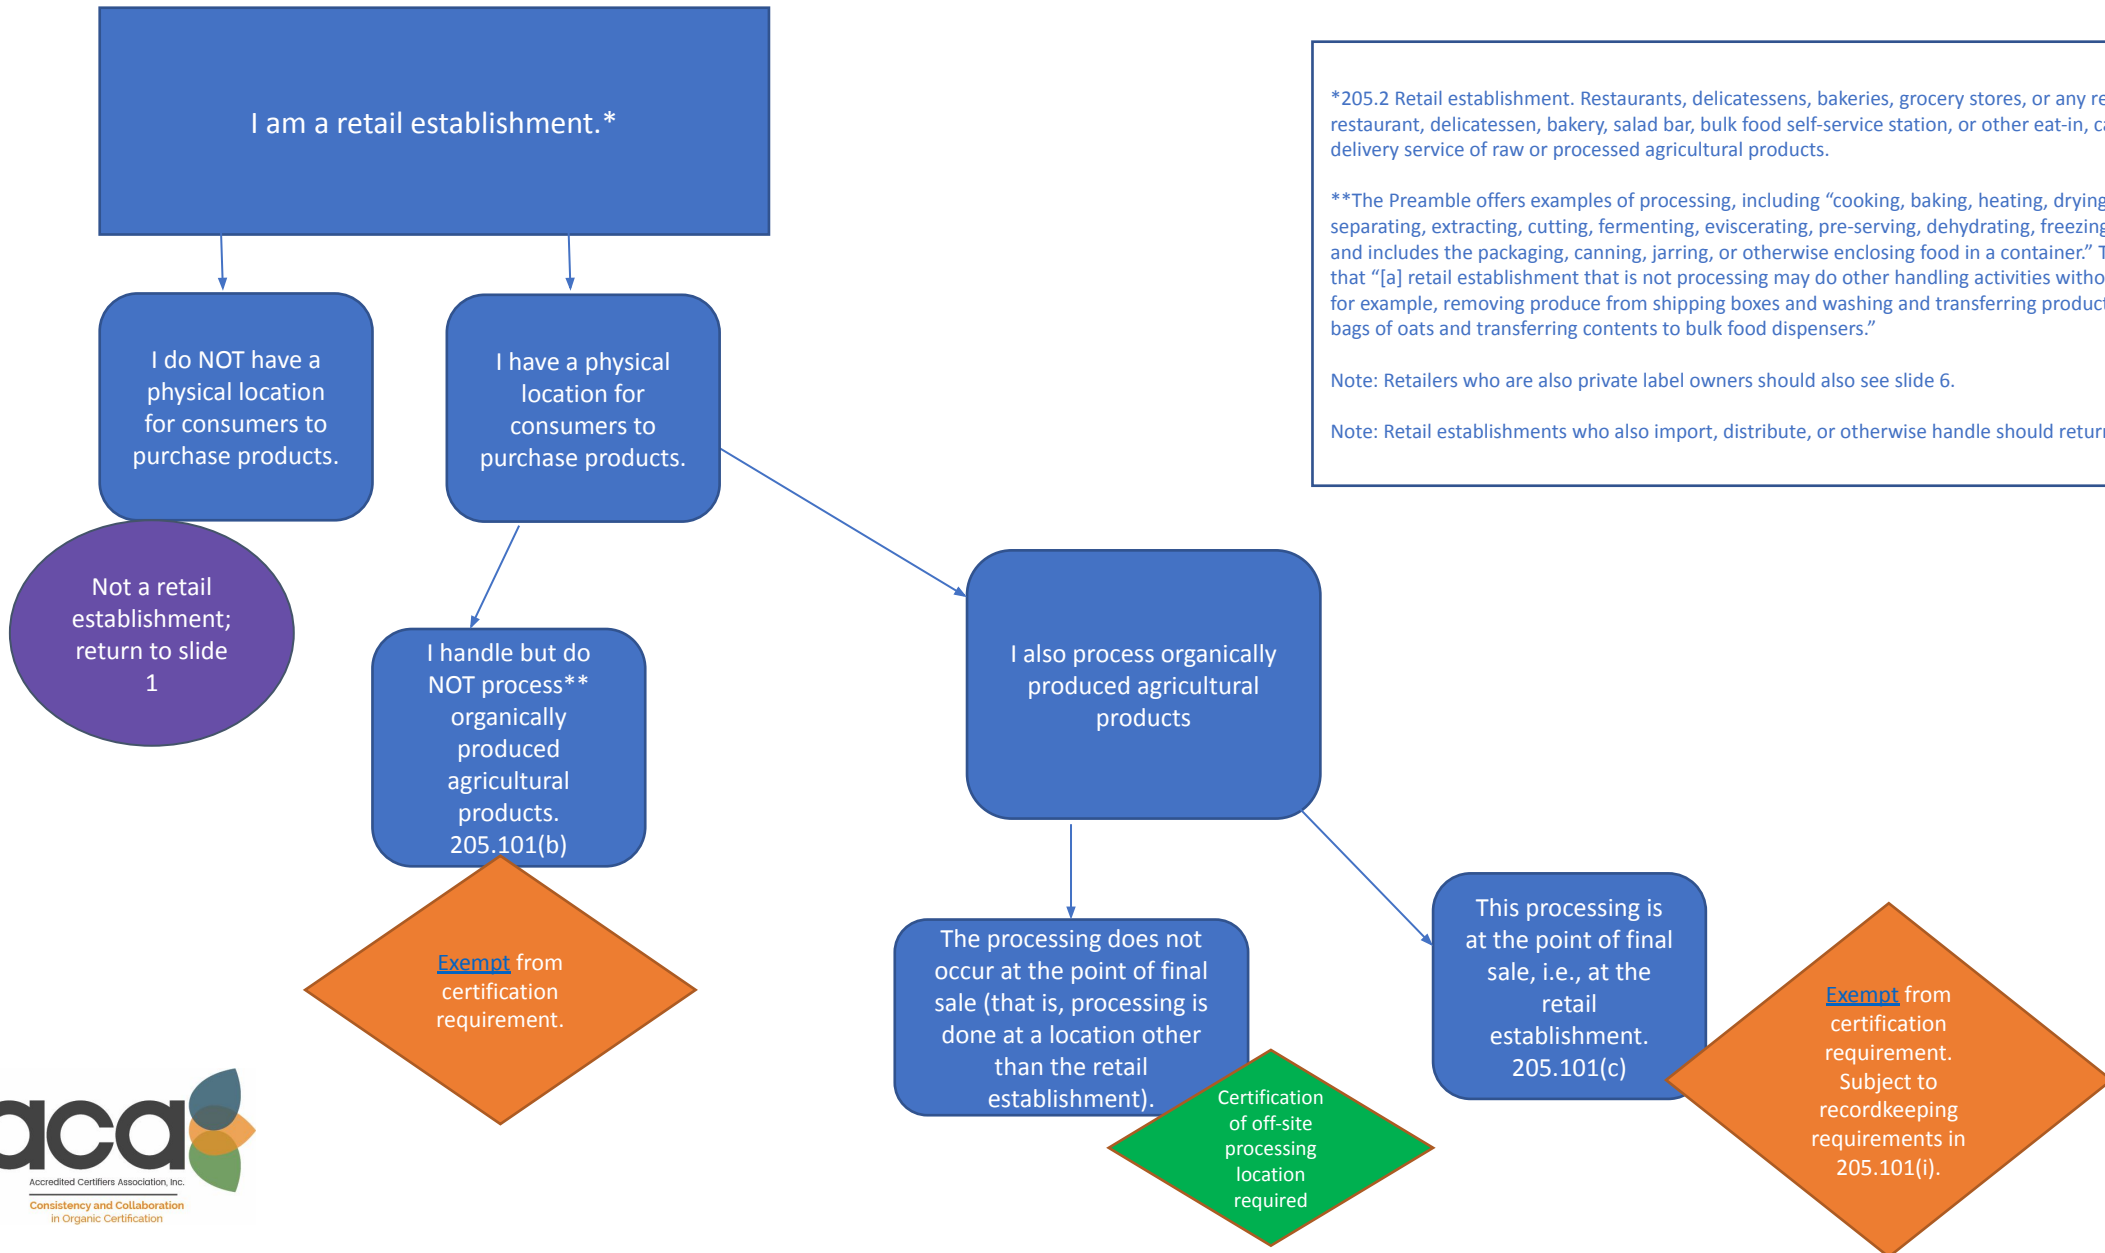 I am a retail establishment.*
*205.2 Retail establishment. Restaurants, delicatessens, bakeries, grocery stores, or any
restaurant, delicatessen, bakery, salad bar, bulk food self-service station, or other eat-in,
delivery service of raw or processed agricultural products.
**The Preamble offers examples of processing, including “cooking, baking, heating, drying
separating, extracting, cutting, fermenting, eviscerating, pre-serving, dehydrating, freezing
and includes the packaging, canning, jarring, or otherwise enclosing food in a container.”
that “[a] retail establishment that is not processing may do other handling activities
for example, removing produce from shipping boxes and washing and transferring
bags of oats and transferring contents to bulk food dispensers.”
Note: Retailers who are also private label owners should also see slide 6.
Note: Retail establishments who also import, distribute, or otherwise handle should return
I do NOT have a
physical location
for consumers to
purchase products.
I have a physical
location for
consumers to
purchase products.
Not a retail
establishment;
return to slide
1
I handle but do
NOT process**
organically
produced
agricultural
products.
205.101(b)
Exempt from
certification
requirement.
I also process organically
produced agricultural
products
The processing does not
occur at the point of final
sale (that is, processing is
done at a location other
than the retail
establishment).
Certification
of off-site
processing
location
required
This processing is
at the point of final
sale, i.e., at the
retail
establishment.
205.101(c)
Exempt from
certification
requirement.
Subject to
recordkeeping
requirements in
205.101(i).
aca
Accredited Certifiers Association, Inc.
Consistency and Collaboration
in Organic Certification